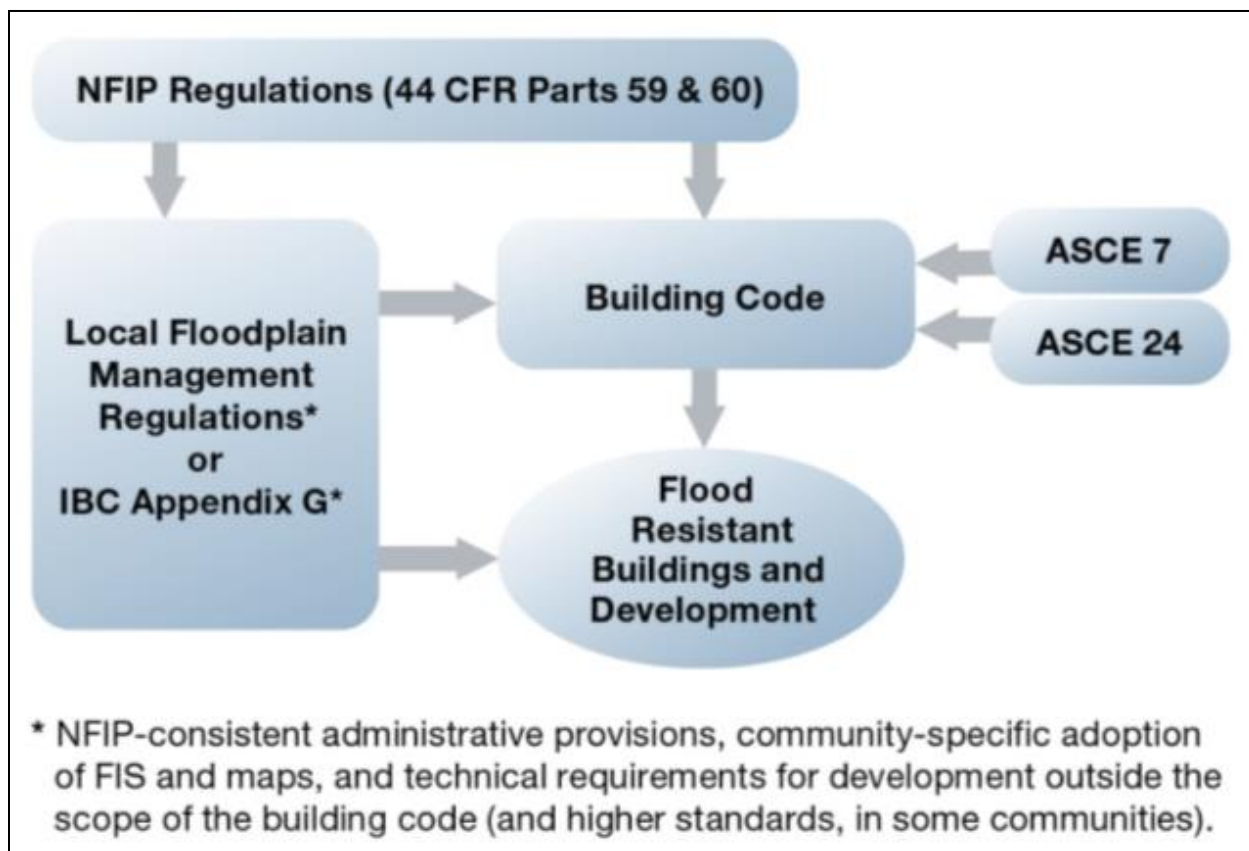 NFIP Regulations (44 CFR Parts 59 & 60)
Local Floodplain
Management
Regulations*
or
IBC Appendix G*
Building Code
ASCE 7
ASCE 24
Flood
Resistant
Buildings and
Development
* NFIP-consistent administrative provisions, community-specific adoption
of FIS and maps, and technical requirements for development outside the
scope of the building code (and higher standards, in some communities).